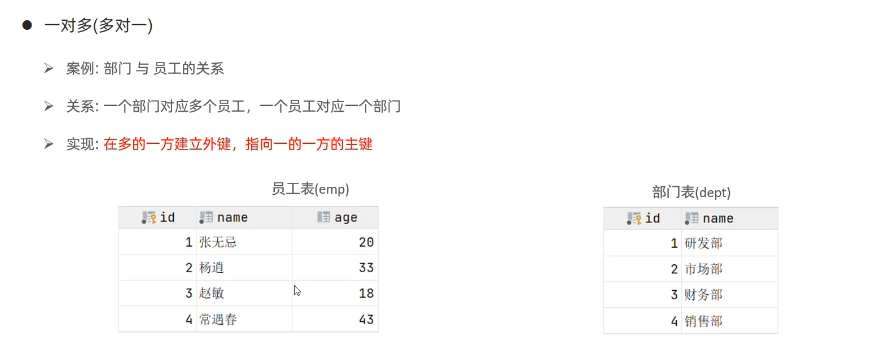 一对多(多对一)
案例: 部门 与 员工的关系
关系: 一个部门对应多个员工，一个员工对应一个部门
实现: 在多的一方建立外键，指向一的一方的主键
员工表(emp)
id name age
1 张无忌 20
2 杨逍 33
3 赵敏 18
4 常遇春 43
部门表(dept)
id name
1 研发部
2 市场部
3 财务部
4 销售部